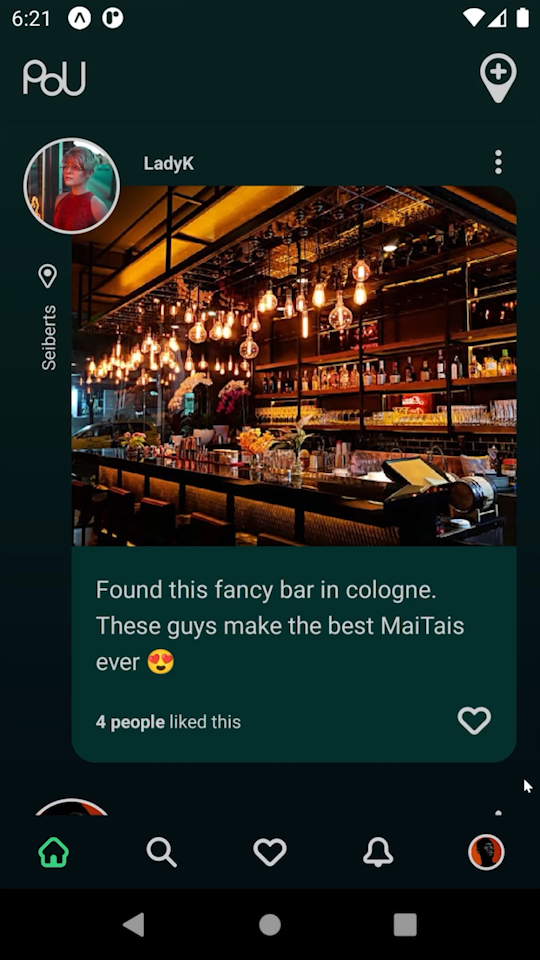 6:21
PoU
LadyK
Seiberts
Found this fancy bar in cologne.
These guys make the best MaiTais
ever 😍
4 people liked this